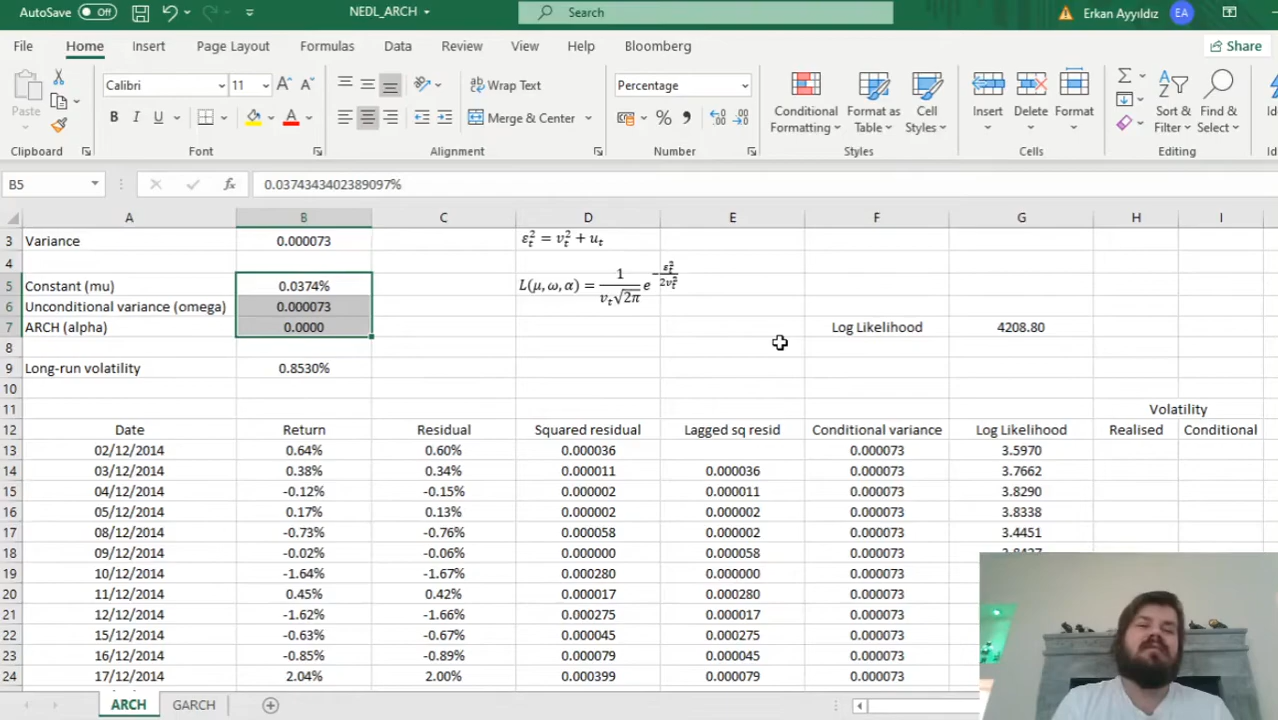 AutoSave Off NEDL_ARCH Search Erkan Ayyıldız EA
File Home Insert Page Layout Formulas Data Review View Help Bloomberg Share
Paste Calibri 11 Wrap Text Percentage Conditional Format as Cell Insert Delete Format Sort & Find &
B I U Merge & Center Formatting Table Styles Filter Select
Clipboard Font Alignment Number Styles Cells Editing
B5 fx 0.0374343402389097%
A B C D E F G H I
3 Variance 0.000073 ε_t^2 = v_t^2 + u_t
4
5 Constant (mu) 0.0374% L(μ, ω, α) = 1/(v_t√2π) e^(-ε_t^2/2v_t^2)
6 Unconditional variance (omega) 0.000073
7 ARCH (alpha) 0.0000 Log Likelihood 4208.80
8
9 Long-run volatility 0.8530%
10
11 Volatility
12 Date Return Residual Squared residual Lagged sq resid Conditional variance Log Likelihood Realised Conditional
13 02/12/2014 0.64% 0.60% 0.000036 0.000073 3.5970
14 03/12/2014 0.38% 0.34% 0.000011 0.000036 0.000073 3.7662
15 04/12/2014 -0.12% -0.15% 0.000002 0.000011 0.000073 3.8290
16 05/12/2014 0.17% 0.13% 0.000002 0.000002 0.000073 3.8338
17 08/12/2014 -0.73% -0.76% 0.000058 0.000002 0.000073 3.4451
18 09/12/2014 -0.02% -0.06% 0.000000 0.000058 0.000073
19 10/12/2014 -1.64% -1.67% 0.000280 0.000000 0.000073
20 11/12/2014 0.45% 0.42% 0.000017 0.000280 0.000073
21 12/12/2014 -1.62% -1.66% 0.000275 0.000017 0.000073
22 15/12/2014 -0.63% -0.67% 0.000045 0.000275 0.000073
23 16/12/2014 -0.85% -0.89% 0.000079 0.000045 0.000073
24 17/12/2014 2.04% 2.00% 0.000399 0.000079 0.000073
ARCH GARCH